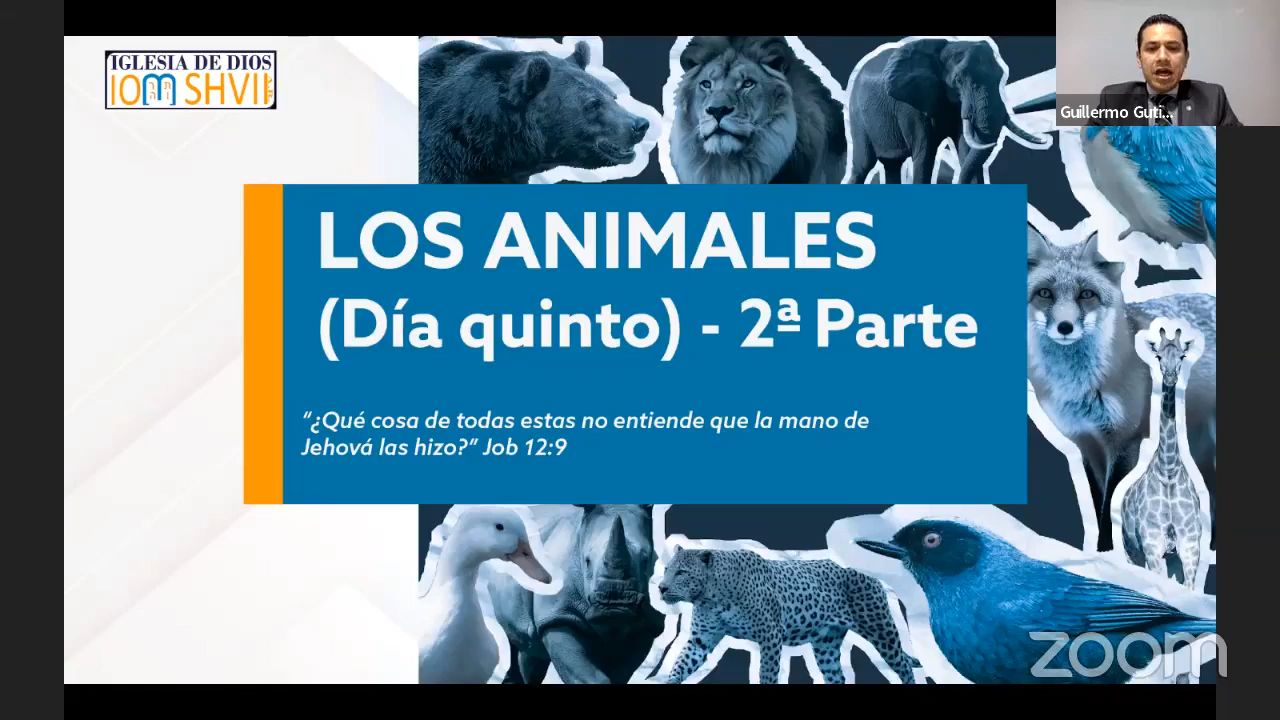 IGLESIA DE DIOS
IOM SHVII
Guillermo Guti...
LOS ANIMALES
(Día quinto) - 2ª Parte
“¿Qué cosa de todas estas no entiende que la mano de
Jehová las hizo?” Job 12:9
zoom